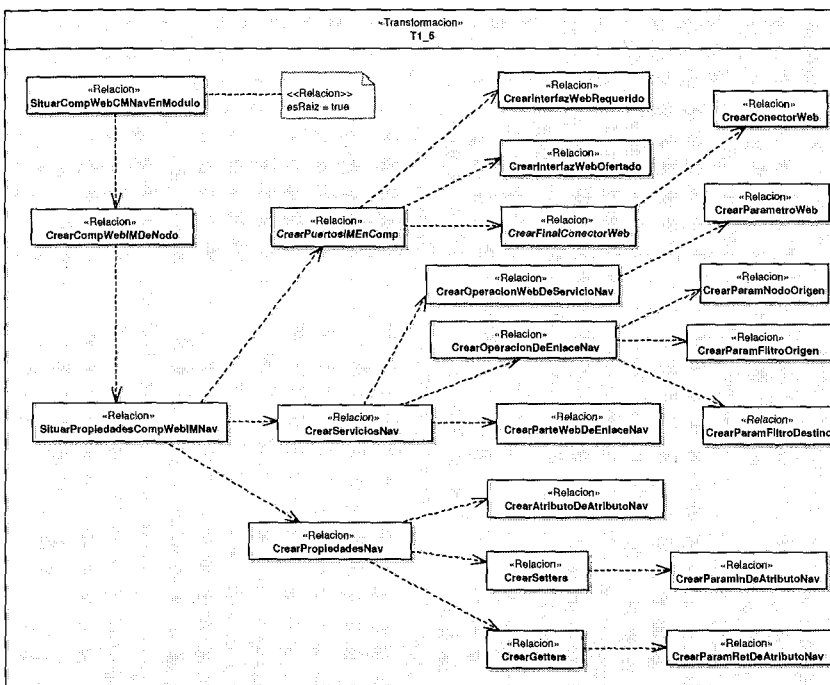 «Transformacion»
T1_6
«Relacion»
SituarCompWebCMNavEnModulo
<<Relacion>>
esRaiz = true
«Relacion»
CrearInterfazWebRequerido
«Relacion»
CrearConectorWeb
«Relacion»
CrearInterfazWebOfertado
«Relacion»
CrearCompWebIMDeNodo
«Relacion»
CrearPuertosIMEnComp
«Relacion»
CrearFinalConectorWeb
«Relacion»
CrearParametroWeb
«Relacion»
CrearOperacionWebDeServicioNav
«Relacion»
CrearParamNodoOrigen
«Relacion»
CrearOperacionDeEnlaceNav
«Relacion»
CrearParamFiltroOrigen
«Relacion»
SituarPropiedadesCompWebIMNav
«Relacion»
CrearServiciosNav
«Relacion»
CrearParteWebDeEnlaceNav
«Relacion»
CrearParamFiltroDestino
«Relacion»
CrearAtributoDeAtributoNav
«Relacion»
CrearPropiedadesNav
«Relacion»
CrearSetters
«Relacion»
CrearParamInDeAtributoNav
«Relacion»
CrearGetters
«Relacion»
CrearParamRetDeAtributoNav